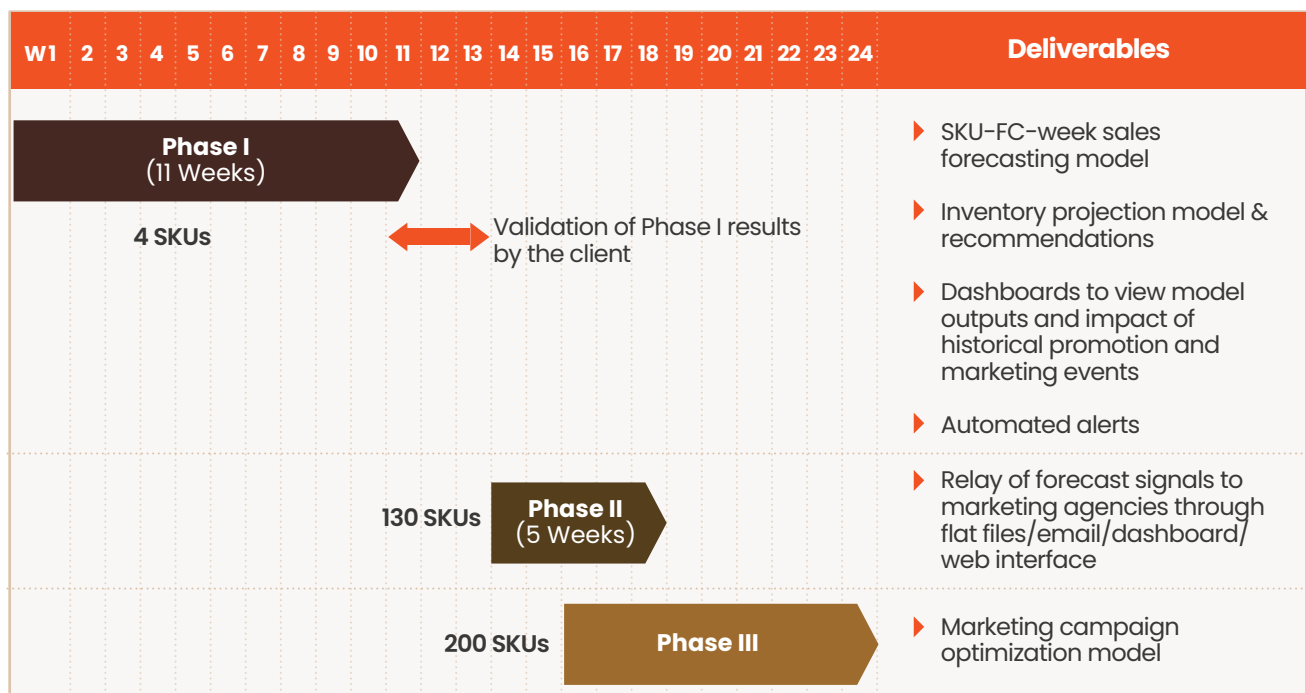 W1 2 3 4 5 6 7 8 9 10 11 12 13 14 15 16 17 18 19 20 21 22 23 24 Deliverables
Phase I
(11 Weeks)
4 SKUs
Validation of Phase I results
by the client
SKU-FC-week sales
forecasting model
Inventory projection model &
recommendations
Dashboards to view model
outputs and impact of
historical promotion and
marketing events
Automated alerts
130 SKUs
Phase II
(5 Weeks)
Relay of forecast signals to
marketing agencies through
flat files/email/dashboard/
web interface
200 SKUs
Phase III
Marketing campaign
optimization model